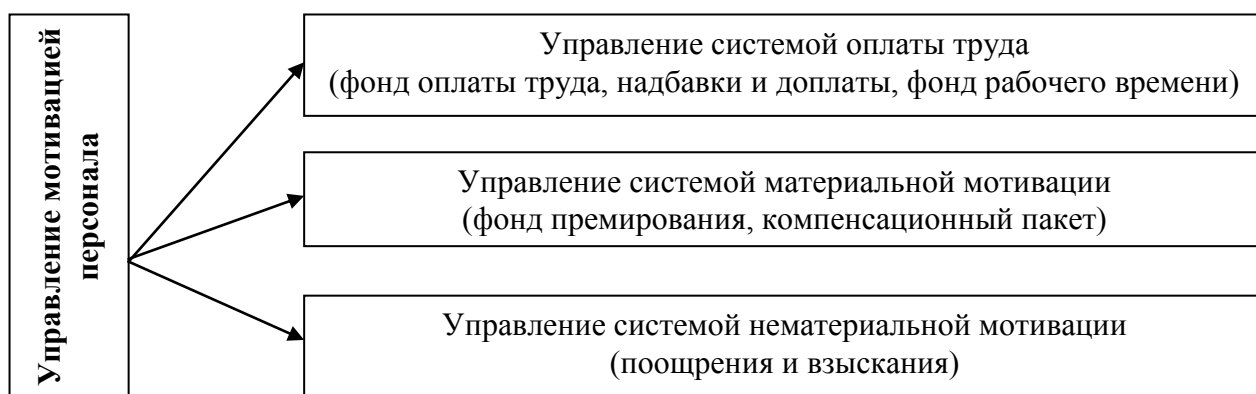 Управление мотивацией
персонала
Управление системой оплаты труда
(фонд оплаты труда, надбавки и доплаты, фонд рабочего времени)
Управление системой материальной мотивации
(фонд премирования, компенсационный пакет)
Управление системой нематериальной мотивации
(поощрения и взыскания)